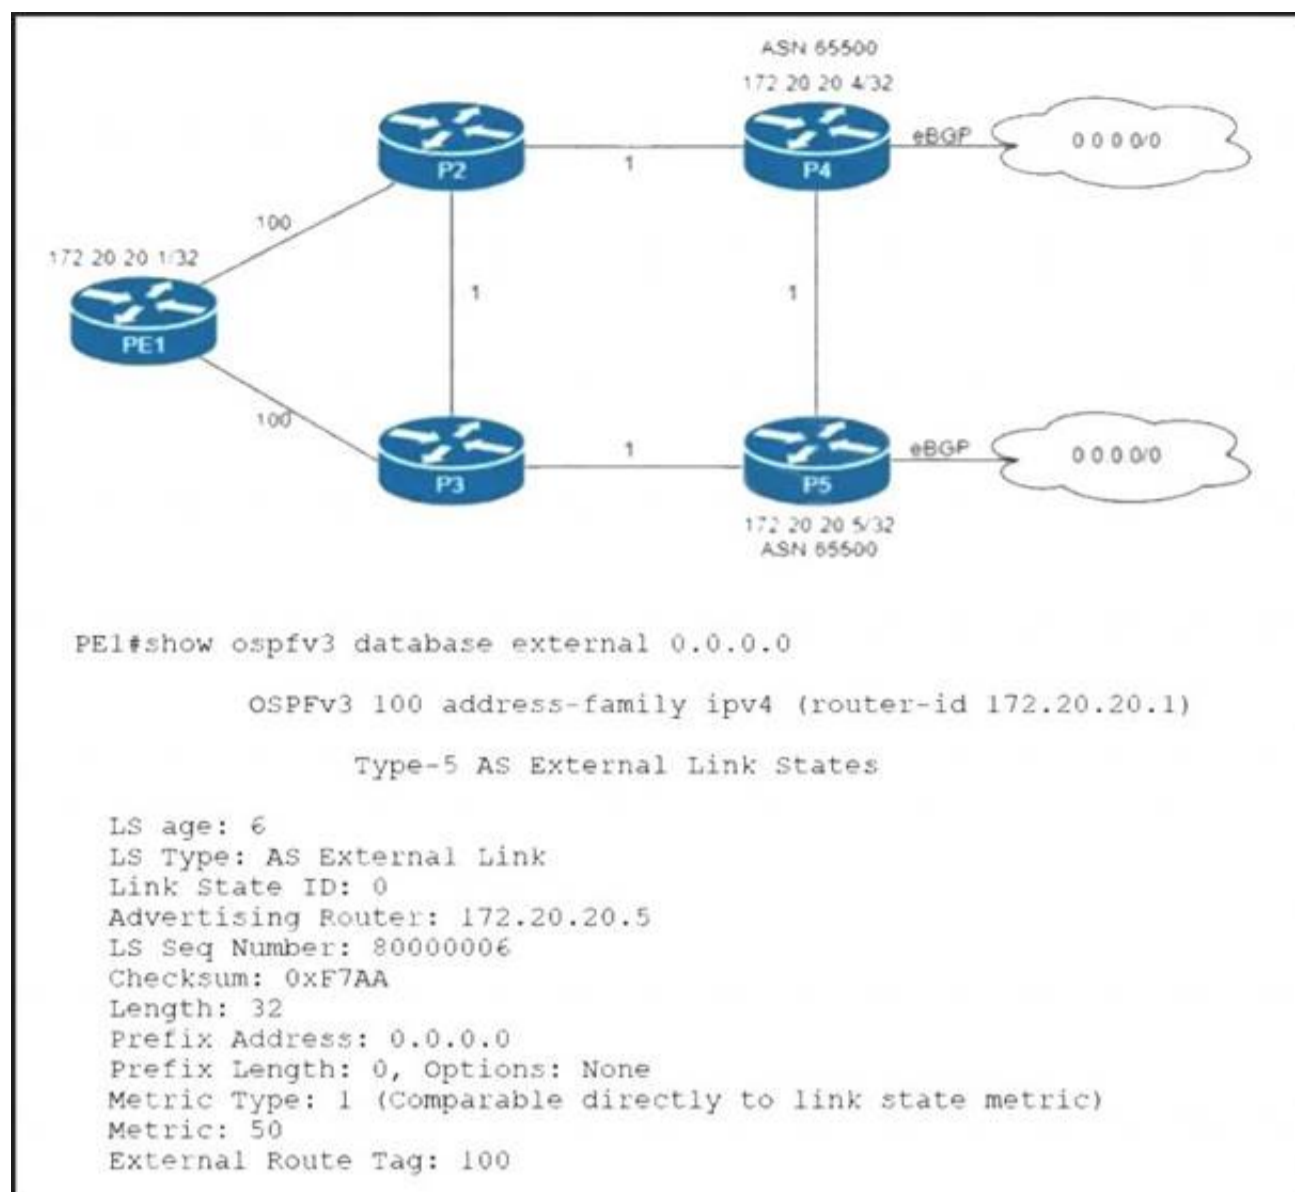 ASN 65500
172 20 20 4/32
P2
1
P4
eBGP
0 0 0 0/0
100
172 20 20 1/32
PE1
1
1
100
P3
1
P5
eBGP
0 0 0 0/0
172 20 20 5/32
ASN 65500
PE1#show ospfv3 database external 0.0.0.0
OSPFv3 100 address-family ipv4 (router-id 172.20.20.1)
Type-5 AS External Link States
LS age: 6
LS Type: AS External Link
Link State ID: 0
Advertising Router: 172.20.20.5
LS Seq Number: 80000006
Checksum: 0xF7AA
Length: 32
Prefix Address: 0.0.0.0
Prefix Length: 0, Options: None
Metric Type: 1 (Comparable directly to link state metric)
Metric: 50
External Route Tag: 100